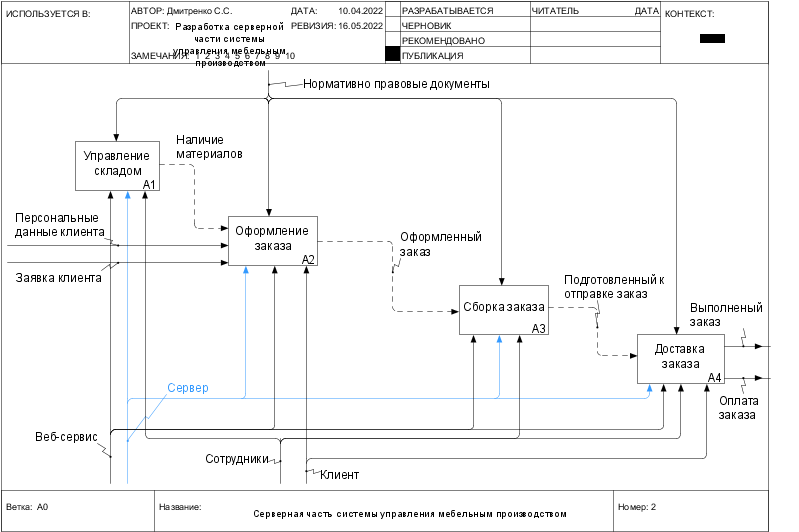 ИСПОЛЬЗУЕТСЯ В:
АВТОР: Дмитренко С.С.
ДАТА: 10.04.2022
ПРОЕКТ: Разработка серверной
части системы
управления мебельным
производством
РЕВИЗИЯ: 16.05.2022
ЗАМЕЧАНИЯ: 1 2 3 4 5 6 7 8 9 10
РАЗРАБАТЫВАЕТСЯ
ЧЕРНОВИК
РЕКОМЕНДОВАНО
ПУБЛИКАЦИЯ
ЧИТАТЕЛЬ
ДАТА
КОНТЕКСТ:
Нормативно правовые документы
Управление
складом
A1
Наличие
материалов
Персональные
данные клиента
Заявка клиента
Оформление
заказа
A2
Оформленный
заказ
Сборка заказа
A3
Подготовленный к
отправке заказ
Доставка
заказа
A4
Выполненый
заказ
Оплата
заказа
Сервер
Веб-сервис
Сотрудники
Клиент
Ветка: A0
Название:
Серверная часть системы управления мебельным производством
Номер: 2